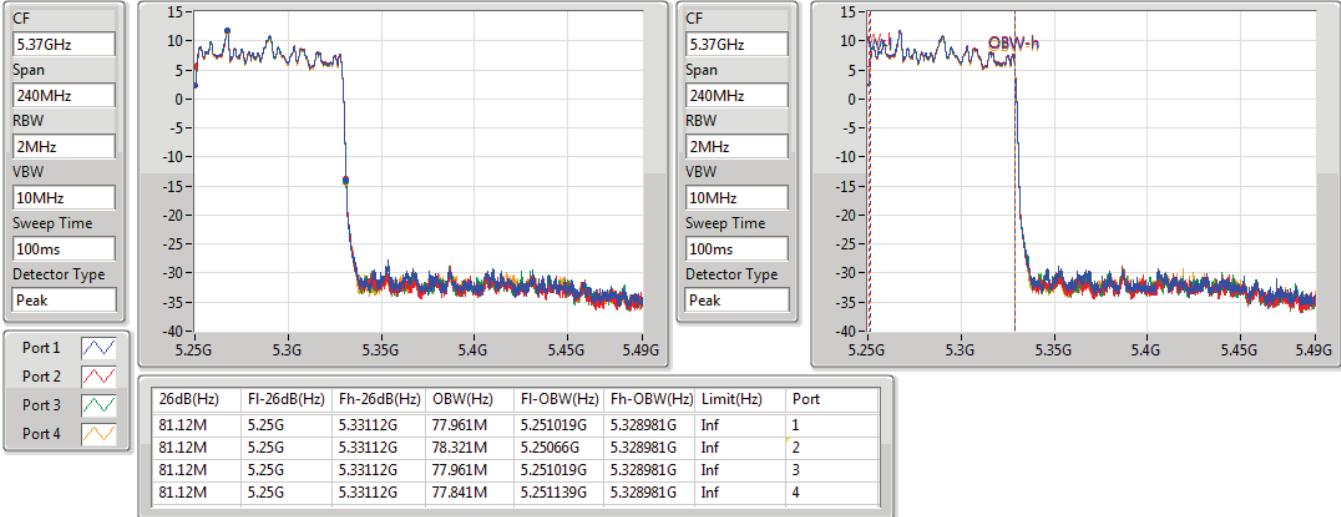 CF
5.37GHz
Span
240MHz
RBW
2MHz
VBW
10MHz
Sweep Time
100ms
Detector Type
Peak
15
10
5
0
-5
-10
-15
-20
-25
-30
-35
-40
5.25G 5.3G 5.35G 5.4G 5.45G 5.49G
CF
5.37GHz
Span
240MHz
RBW
2MHz
VBW
10MHz
Sweep Time
100ms
Detector Type
Peak
15
10
5
0
-5
-10
-15
-20
-25
-30
-35
-40
OBW-h
5.25G 5.3G 5.35G 5.4G 5.45G 5.49G
Port 1
Port 2
Port 3
Port 4
26dB(Hz) Fl-26dB(Hz) Fh-26dB(Hz) OBW(Hz) Fl-OBW(Hz) Fh-OBW(Hz) Limit(Hz) Port
81.12M 5.25G 5.33112G 77.961M 5.251019G 5.328981G Inf 1
81.12M 5.25G 5.33112G 78.321M 5.25066G 5.328981G Inf 2
81.12M 5.25G 5.33112G 77.961M 5.251019G 5.328981G Inf 3
81.12M 5.25G 5.33112G 77.841M 5.251139G 5.328981G Inf 4